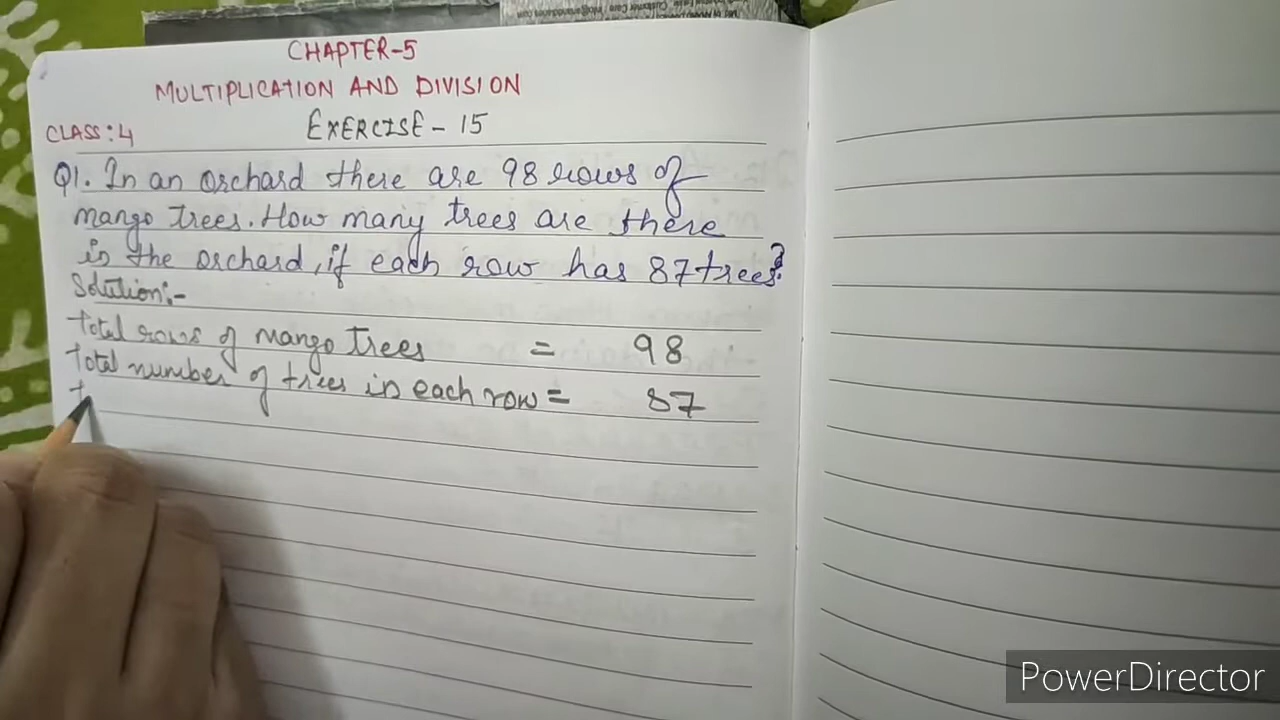 CHAPTER-5
MULTIPLICATION AND DIVISION
CLASS: 4
EXERCISE - 15
Q1. In an orchard there are 98 rows of
mango trees. How many trees are there
in the orchard, if each row has 87 trees?
Solution:-
Total rows of mango trees = 98
Total number of trees in each row = 87
PowerDirector